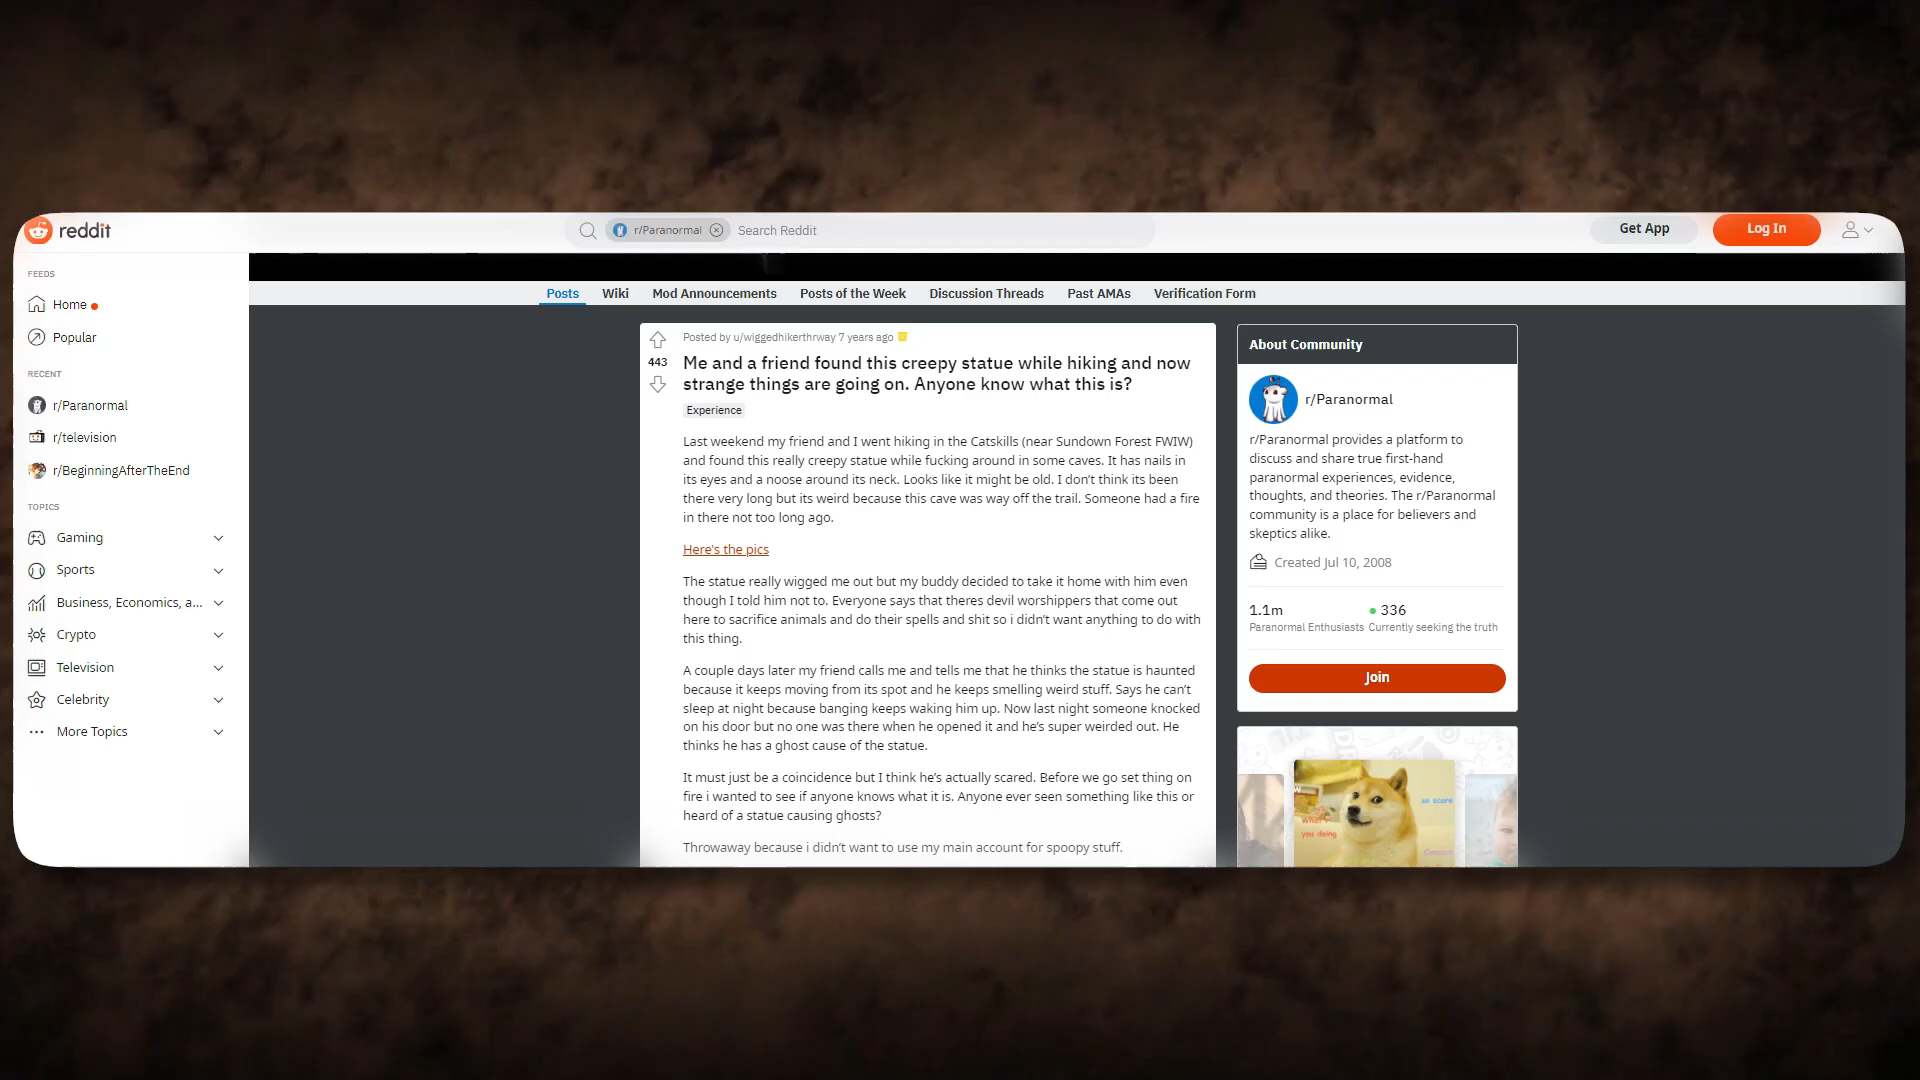 reddit
r/Paranormal
Search Reddit
Get App
Log In
FEEDS
Home
Popular
RECENT
r/Paranormal
r/television
r/BeginningAfterTheEnd
TOPICS
Gaming
Sports
Business, Economics, a...
Crypto
Television
Celebrity
More Topics
Posts
Wiki
Mod Announcements
Posts of the Week
Discussion Threads
Past AMAs
Verification Form
443
Posted by u/wiggedhikerthrway 7 years ago
Me and a friend found this creepy statue while hiking and now
strange things are going on. Anyone know what this is?
Experience
Last weekend my friend and I went hiking in the Catskills (near Sundown Forest FWIW)
and found this really creepy statue while fucking around in some caves. It has nails in
its eyes and a noose around its neck. Looks like it might be old. I don't think its been
there very long but its weird because this cave was way off the trail. Someone had a fire
in there not too long ago.
Here's the pics
The statue really wigged me out but my buddy decided to take it home with him even
though I told him not to. Everyone says that theres devil worshippers that come out
here to sacrifice animals and do their spells and shit so i didn't want anything to do with
this thing.
A couple days later my friend calls me and tells me that he thinks the statue is haunted
because it keeps moving from its spot and he keeps smelling weird stuff. Says he can't
sleep at night because banging keeps waking him up. Now last night someone knocked
on his door but no one was there when he opened it and he's super weirded out. He
thinks he has a ghost cause of the statue.
It must just be a coincidence but I think he's actually scared. Before we go set thing on
fire i wanted to see if anyone knows what it is. Anyone ever seen something like this or
heard of a statue causing ghosts?
Throwaway because i didn't want to use my main account for spoopy stuff.
About Community
r/Paranormal
r/Paranormal provides a platform to
discuss and share true first-hand
paranormal experiences, evidence,
thoughts, and theories. The r/Paranormal
community is a place for believers and
skeptics alike.
Created Jul 10, 2008
1.1m
336
Paranormal Enthusiasts
Currently seeking the truth
Join
so scare
you doing